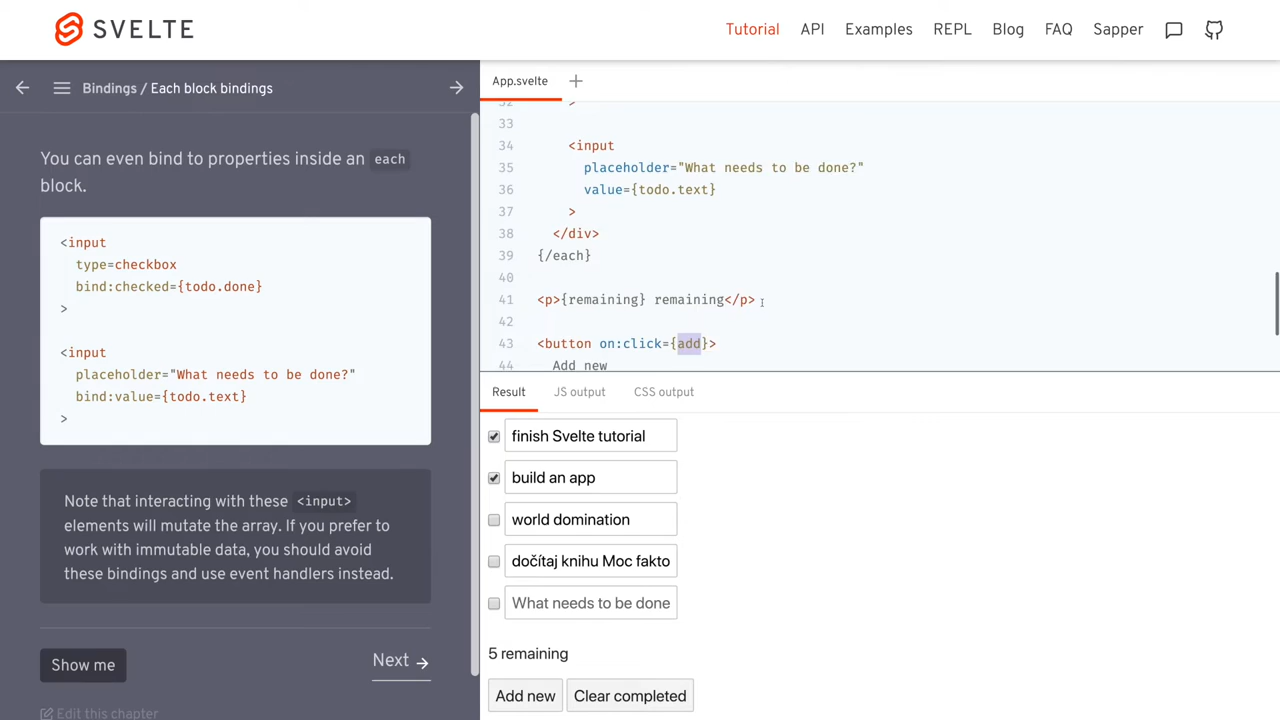 SVELTE
Tutorial API Examples REPL Blog FAQ Sapper
Bindings / Each block bindings
You can even bind to properties inside an each
block.
<input
type=checkbox
bind:checked={todo.done}
>
<input
placeholder="What needs to be done?"
bind:value={todo.text}
>
Note that interacting with these <input>
elements will mutate the array. If you prefer to
work with immutable data, you should avoid
these bindings and use event handlers instead.
Show me
Next
Edit this chapter
App.svelte
32 >
33
34 <input
35 placeholder="What needs to be done?"
36 value={todo.text}
37 >
38 </div>
39 {/each}
40
41 <p>{remaining} remaining</p>
42
43 <button on:click={add}>
44 Add new
Result JS output CSS output
finish Svelte tutorial
build an app
world domination
dočítaj knihu Moc fakto
What needs to be done
5 remaining
Add new Clear completed